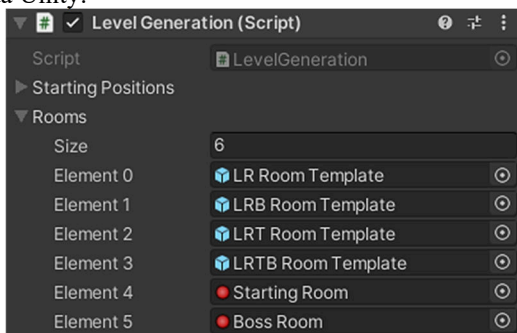 a Unity.
# Level Generation (Script)
Script # LevelGeneration
Starting Positions
Rooms
Size 6
Element 0 LR Room Template
Element 1 LRB Room Template
Element 2 LRT Room Template
Element 3 LRTB Room Template
Element 4 Starting Room
Element 5 Boss Room